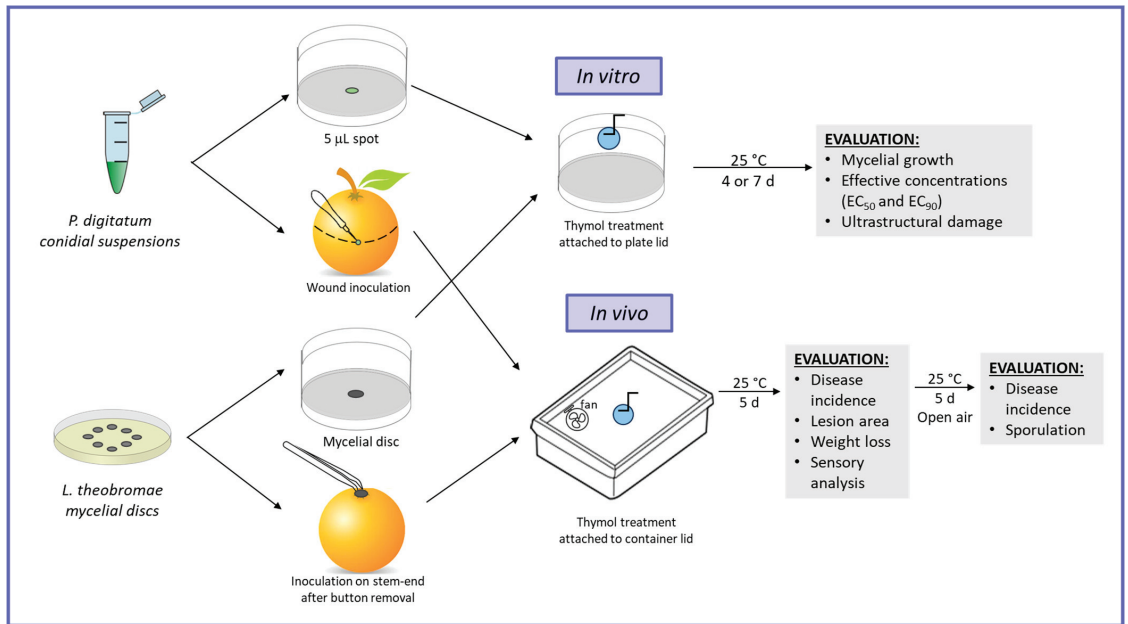 P. digitatum
conidial suspensions
5 µL spot
Wound inoculation
L. theobromae
mycelial discs
Mycelial disc
Inoculation on stem-end
after button removal
In vitro
Thymol treatment
attached to plate lid
25 °C
4 or 7 d
EVALUATION:
• Mycelial growth
• Effective concentrations
(EC50 and EC90)
• Ultrastructural damage
In vivo
fan
Thymol treatment
attached to container lid
25 °C
5 d
EVALUATION:
• Disease
incidence
• Lesion area
• Weight loss
• Sensory
analysis
25 °C
5 d
Open air
EVALUATION:
• Disease
incidence
• Sporulation